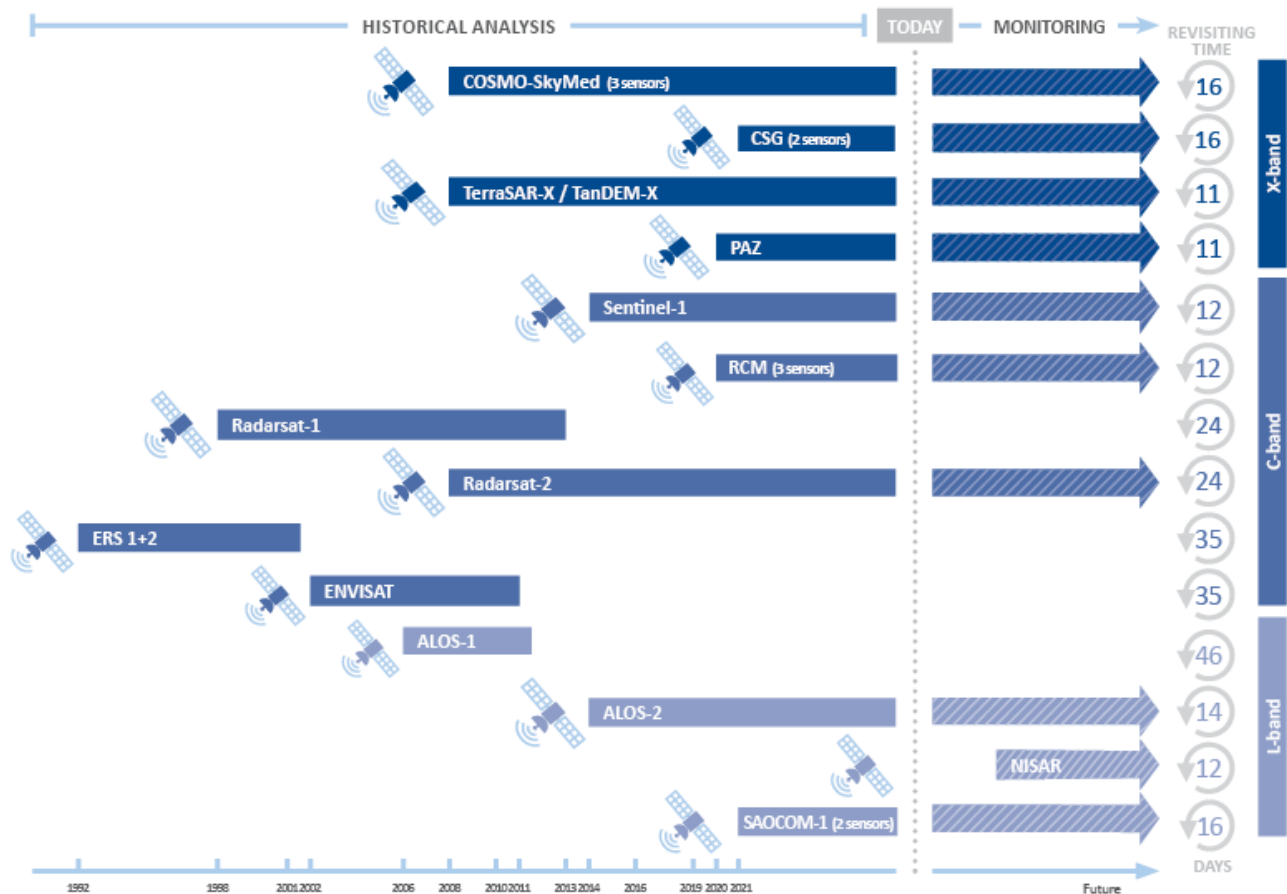 HISTORICAL ANALYSIS
TODAY
MONITORING
REVISITING
TIME
COSMO-SkyMed (3 sensors)
16
CSG (2 sensors)
16
TerraSAR-X / TanDEM-X
11
PAZ
11
X-band
Sentinel-1
12
RCM (3 sensors)
12
Radarsat-1
24
Radarsat-2
24
ERS 1+2
35
ENVISAT
35
C-band
ALOS-1
46
ALOS-2
14
NISAR
12
SAOCOM-1 (2 sensors)
16
L-band
DAYS
1992 1998 2001 2002 2006 2008 2010 2011 2013 2014 2016 2019 2020 2021 Future